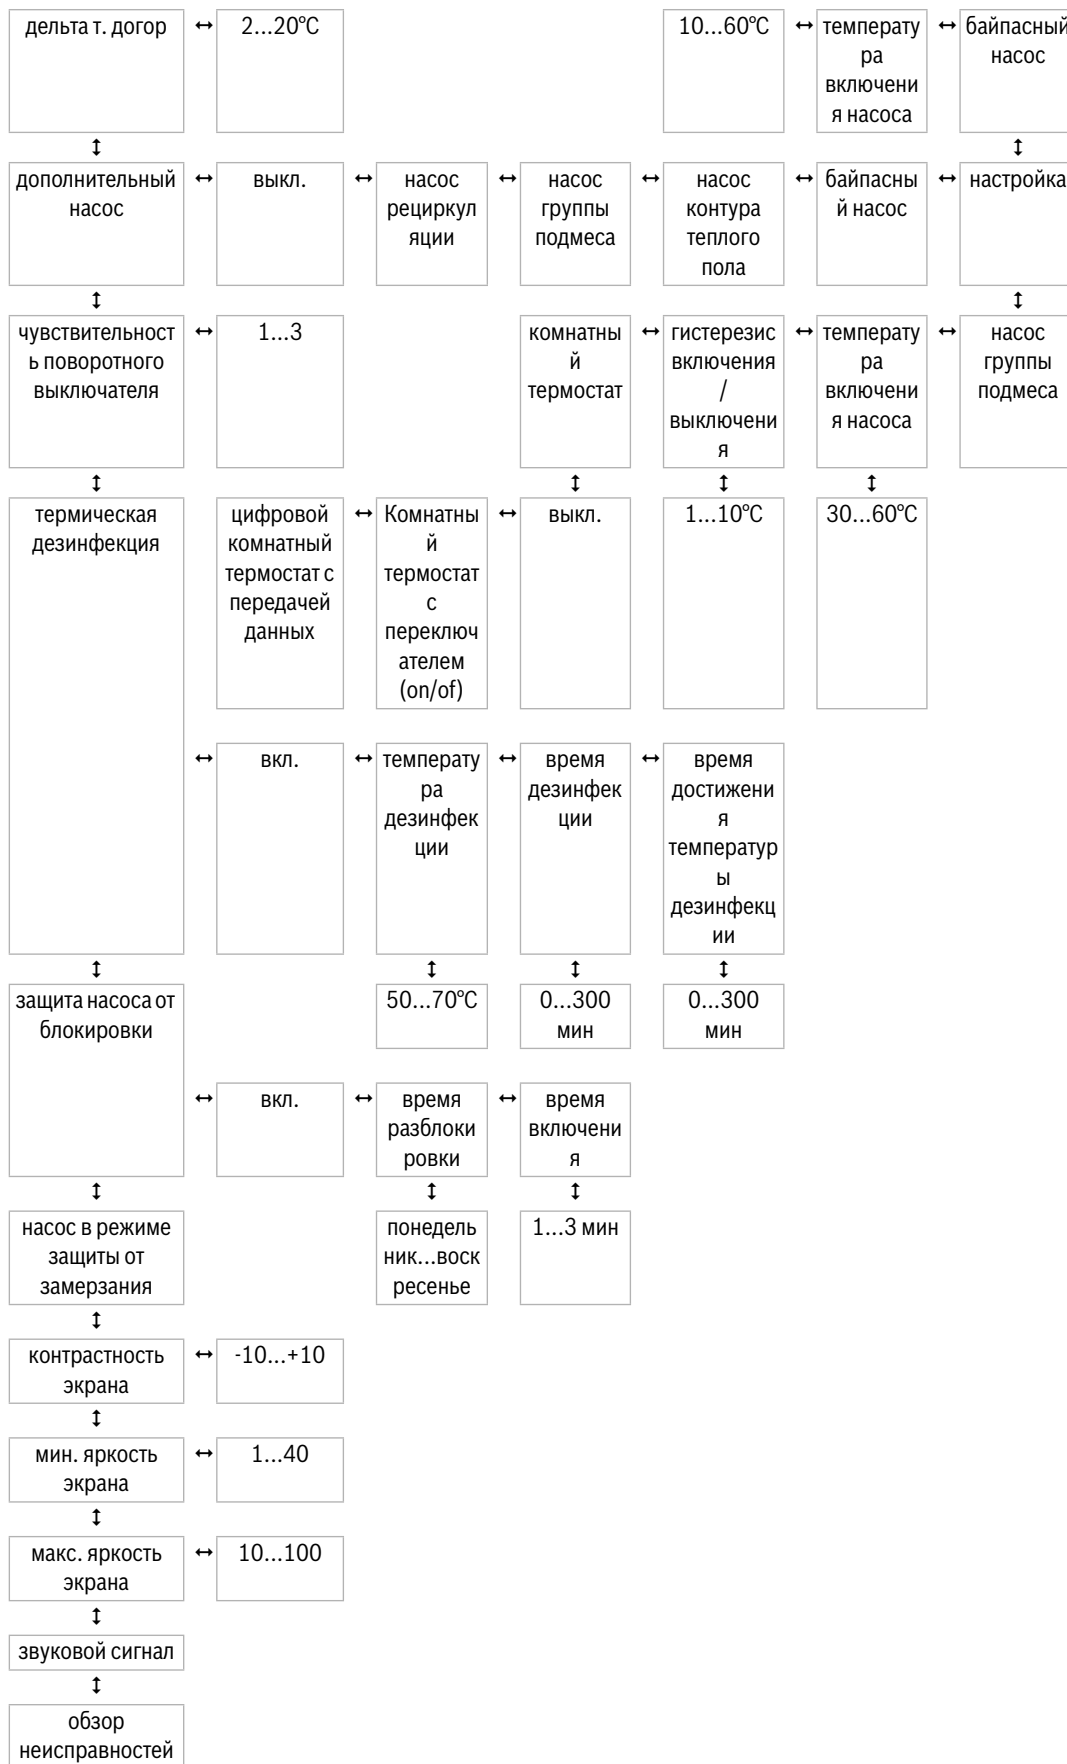 дельта т. догор ↔ 2...20°C 10...60°C ↔ температу ↔ байпасный
ра насос
включени
я насоса
↕ ↕
дополнительный ↔ выкл. ↔ насос ↔ насос ↔ насос ↔ байпасны ↔ настройка
насос рециркул группы контура й насос
яции подмеса теплого
пола
↕ ↕
чувствительност ↔ 1...3 комнатны ↔ гистерезис ↔ температу ↔ насос
ь поворотного й включения ра группы
выключателя термостат / включени подмеса
выключени я насоса
я
↕ ↕ ↕ ↕
термическая цифровой ↔ Комнатны ↔ выкл. 1...10°C 30...60°C
дезинфекция комнатный й
термостат с термостат
передачей с
данных переключ
ателем
(on/of)
↔ вкл. ↔ температу ↔ время ↔ время
ра дезинфек достижени
дезинфек ции я
ции температур
ы
дезинфекц
ии
↕ ↕ ↕ ↕
защита насоса от 50...70°C 0...300 0...300
блокировки мин мин
↔ вкл. ↔ время ↔ время
разблоки включени
ровки я
↕ ↕ ↕
насос в режиме понедель 1...3 мин
защиты от ник...воск
замерзания ресенье
↕
контрастность ↔ -10...+10
экрана
↕
мин. яркость ↔ 1...40
экрана
↕
макс. яркость ↔ 10...100
экрана
↕
звуковой сигнал
↕
обзор
неисправностей